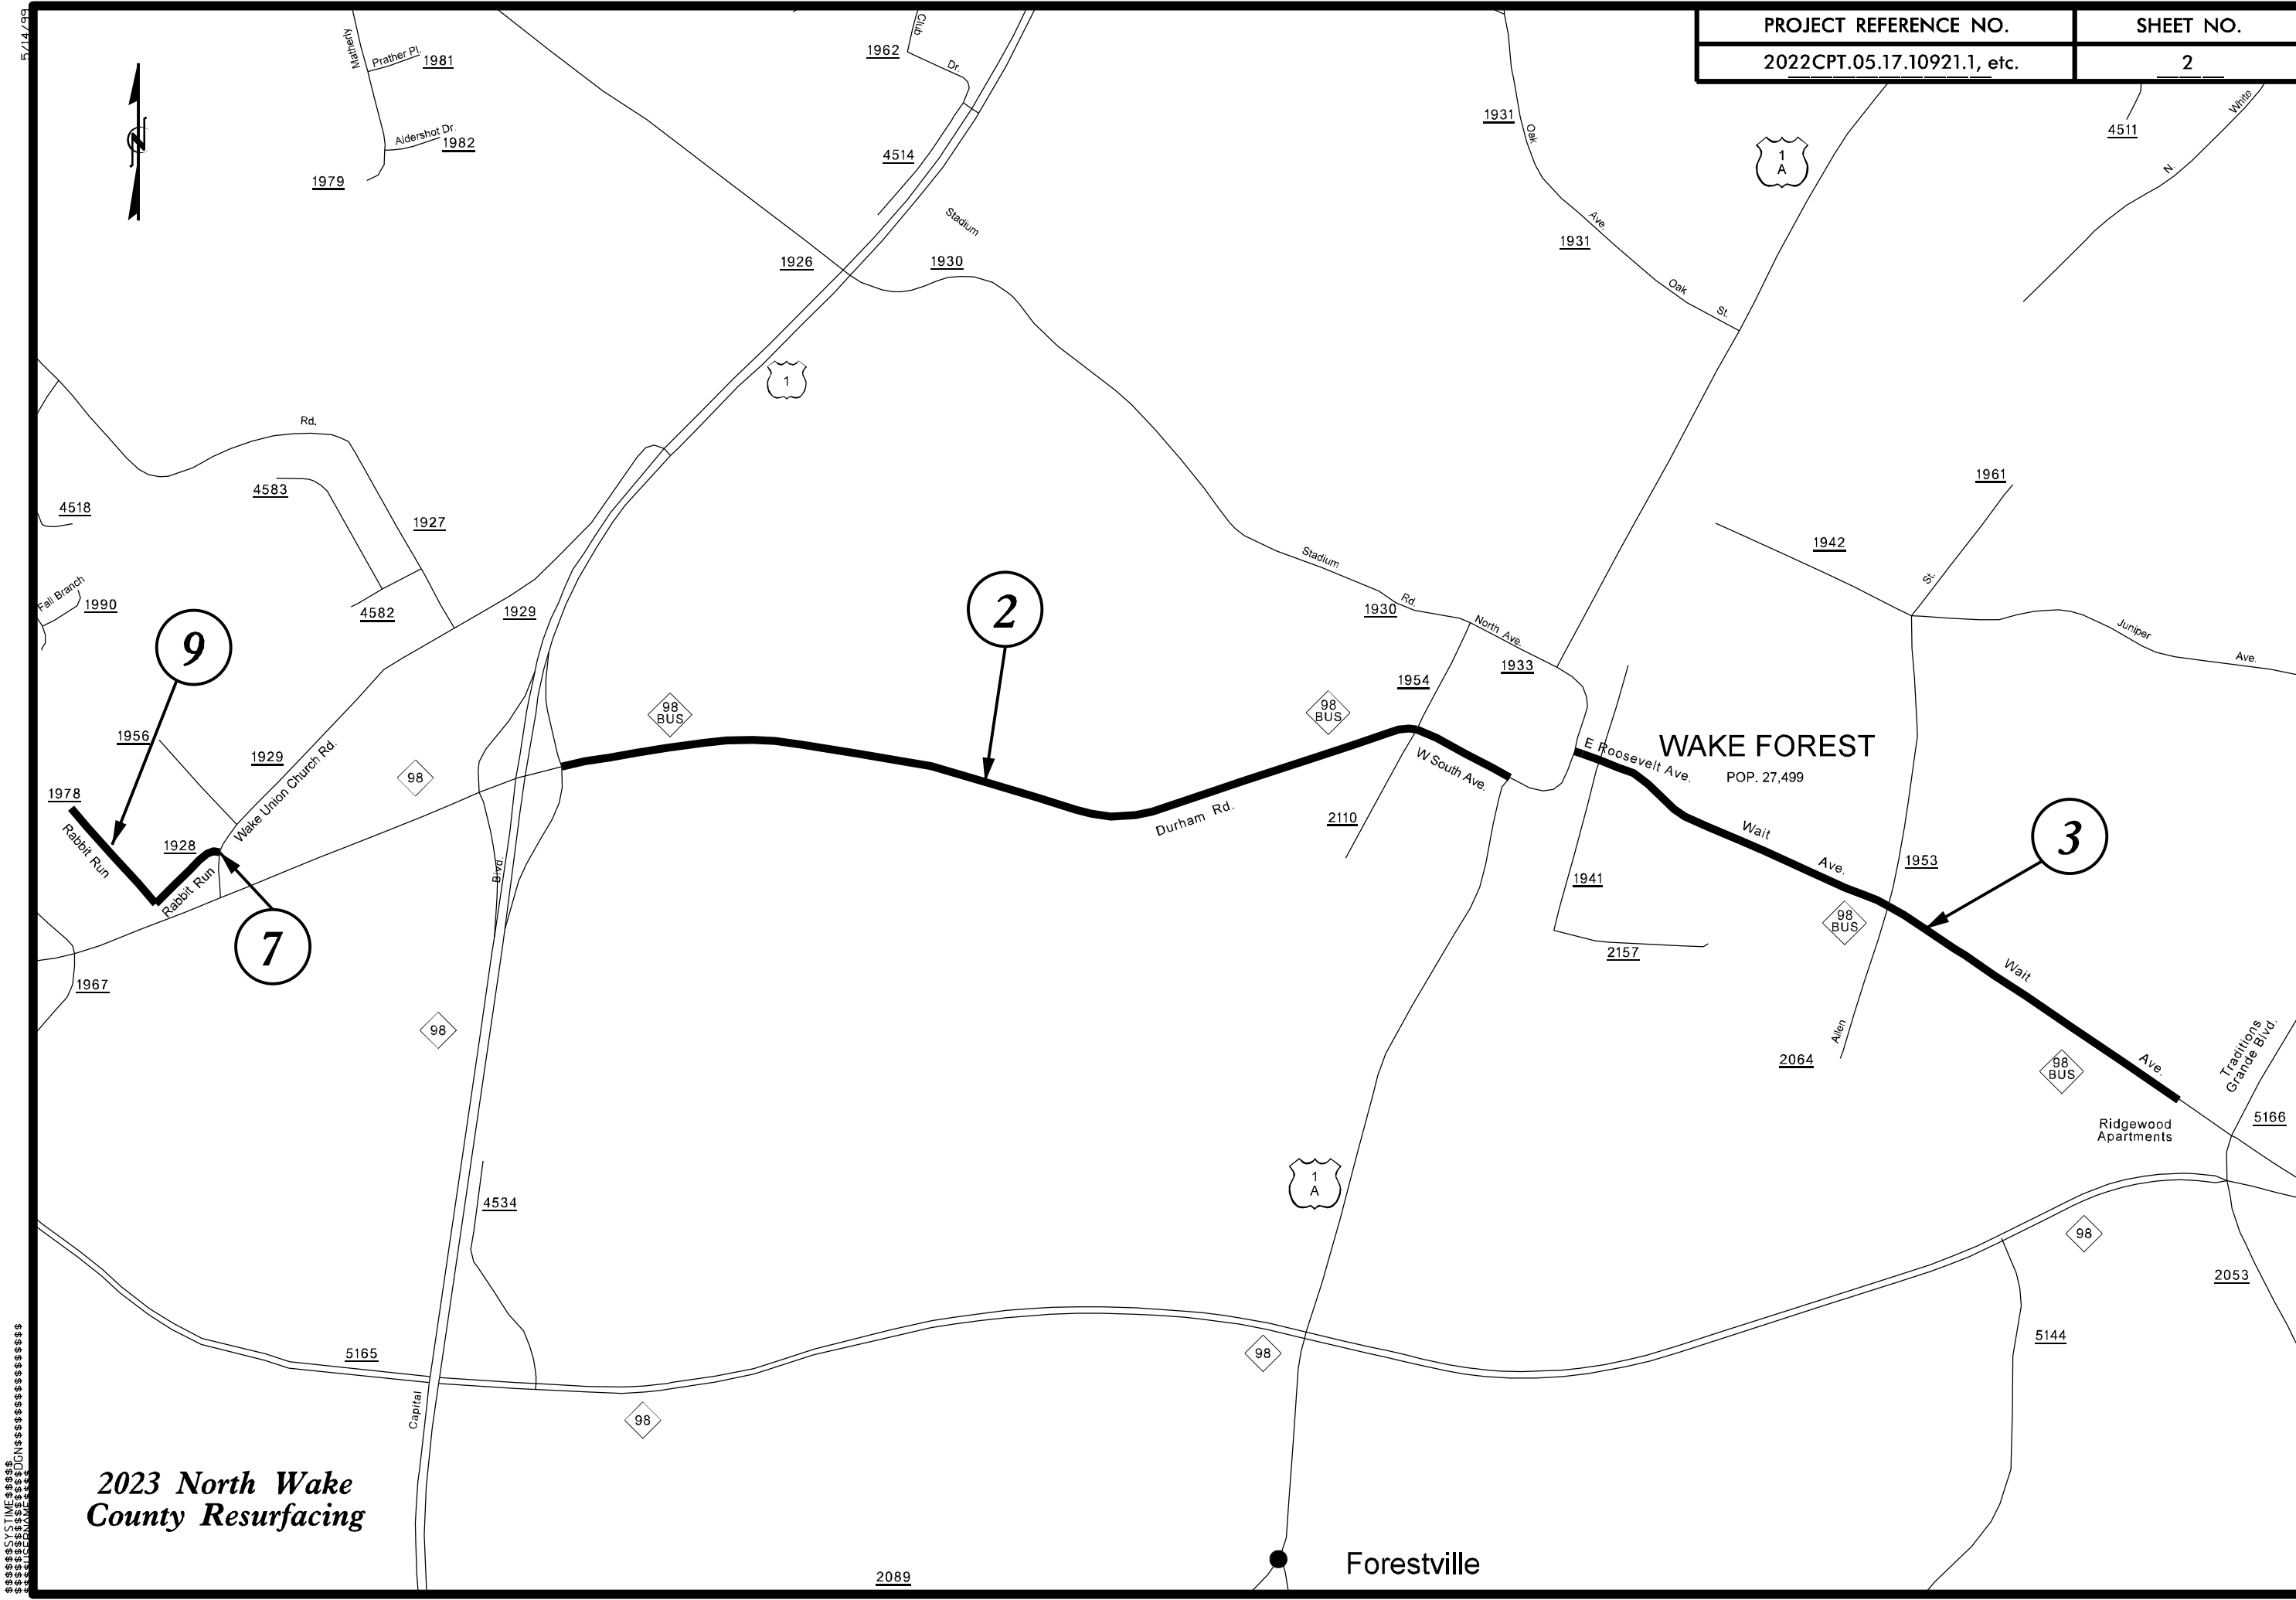 5/14/99
PROJECT REFERENCE NO.
SHEET NO.
2022CPT.05.17.10921.1, etc.
2
N
Matherly
Prather Pl.
1981
Aldershot Dr.
1982
1979
Club
Dr.
1962
4514
Stadium
1926
1930
1
1931
Oak
Ave.
1931
Oak
St.
1
A
4511
White
N.
Rd.
4583
4518
1927
Fall Branch
1990
4582
1929
2
Stadium
Rd.
1930
North Ave.
1933
1954
1961
1942
St.
Juniper
Ave.
9
1956
1929
Wake Union Church Rd.
98
98
BUS
98
BUS
1978
Rabbit Run
1928
Rabbit Run
7
Blvd.
Durham Rd.
W South Ave.
2110
E Roosevelt Ave.
WAKE FOREST
POP. 27,499
Wait
Ave.
3
1953
1941
98
BUS
2157
1967
98
Wait
Allen
2064
98
BUS
Ave.
Traditions
Grande Blvd.
Ridgewood
Apartments
5166
4534
1
A
98
2053
5165
98
5144
Capital
98
2023 North Wake
County Resurfacing
Forestville
2089
$$$$$$SYSTIME$$$$$
$$$$$$$$$$$$$$$$$$$$DGN$$$$$$$$$$$$$$$$$$$$
$$$$USERNAME$$$$